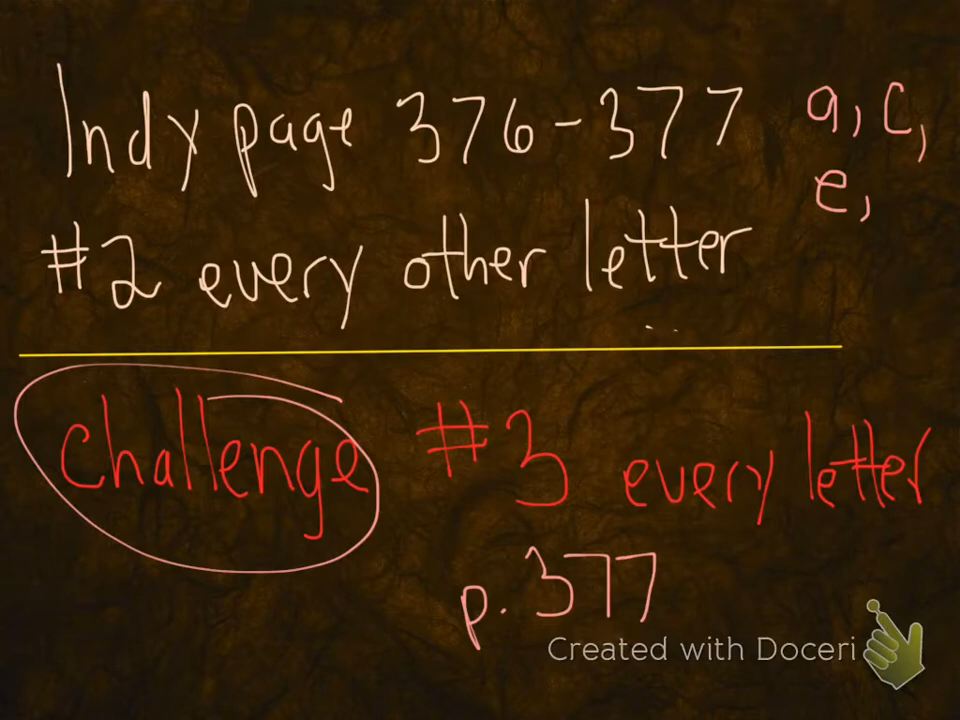 Indy page 376-377 a, c,
e,
#2 every other letter
challenge #3 every letter
p. 377
Created with Doceri